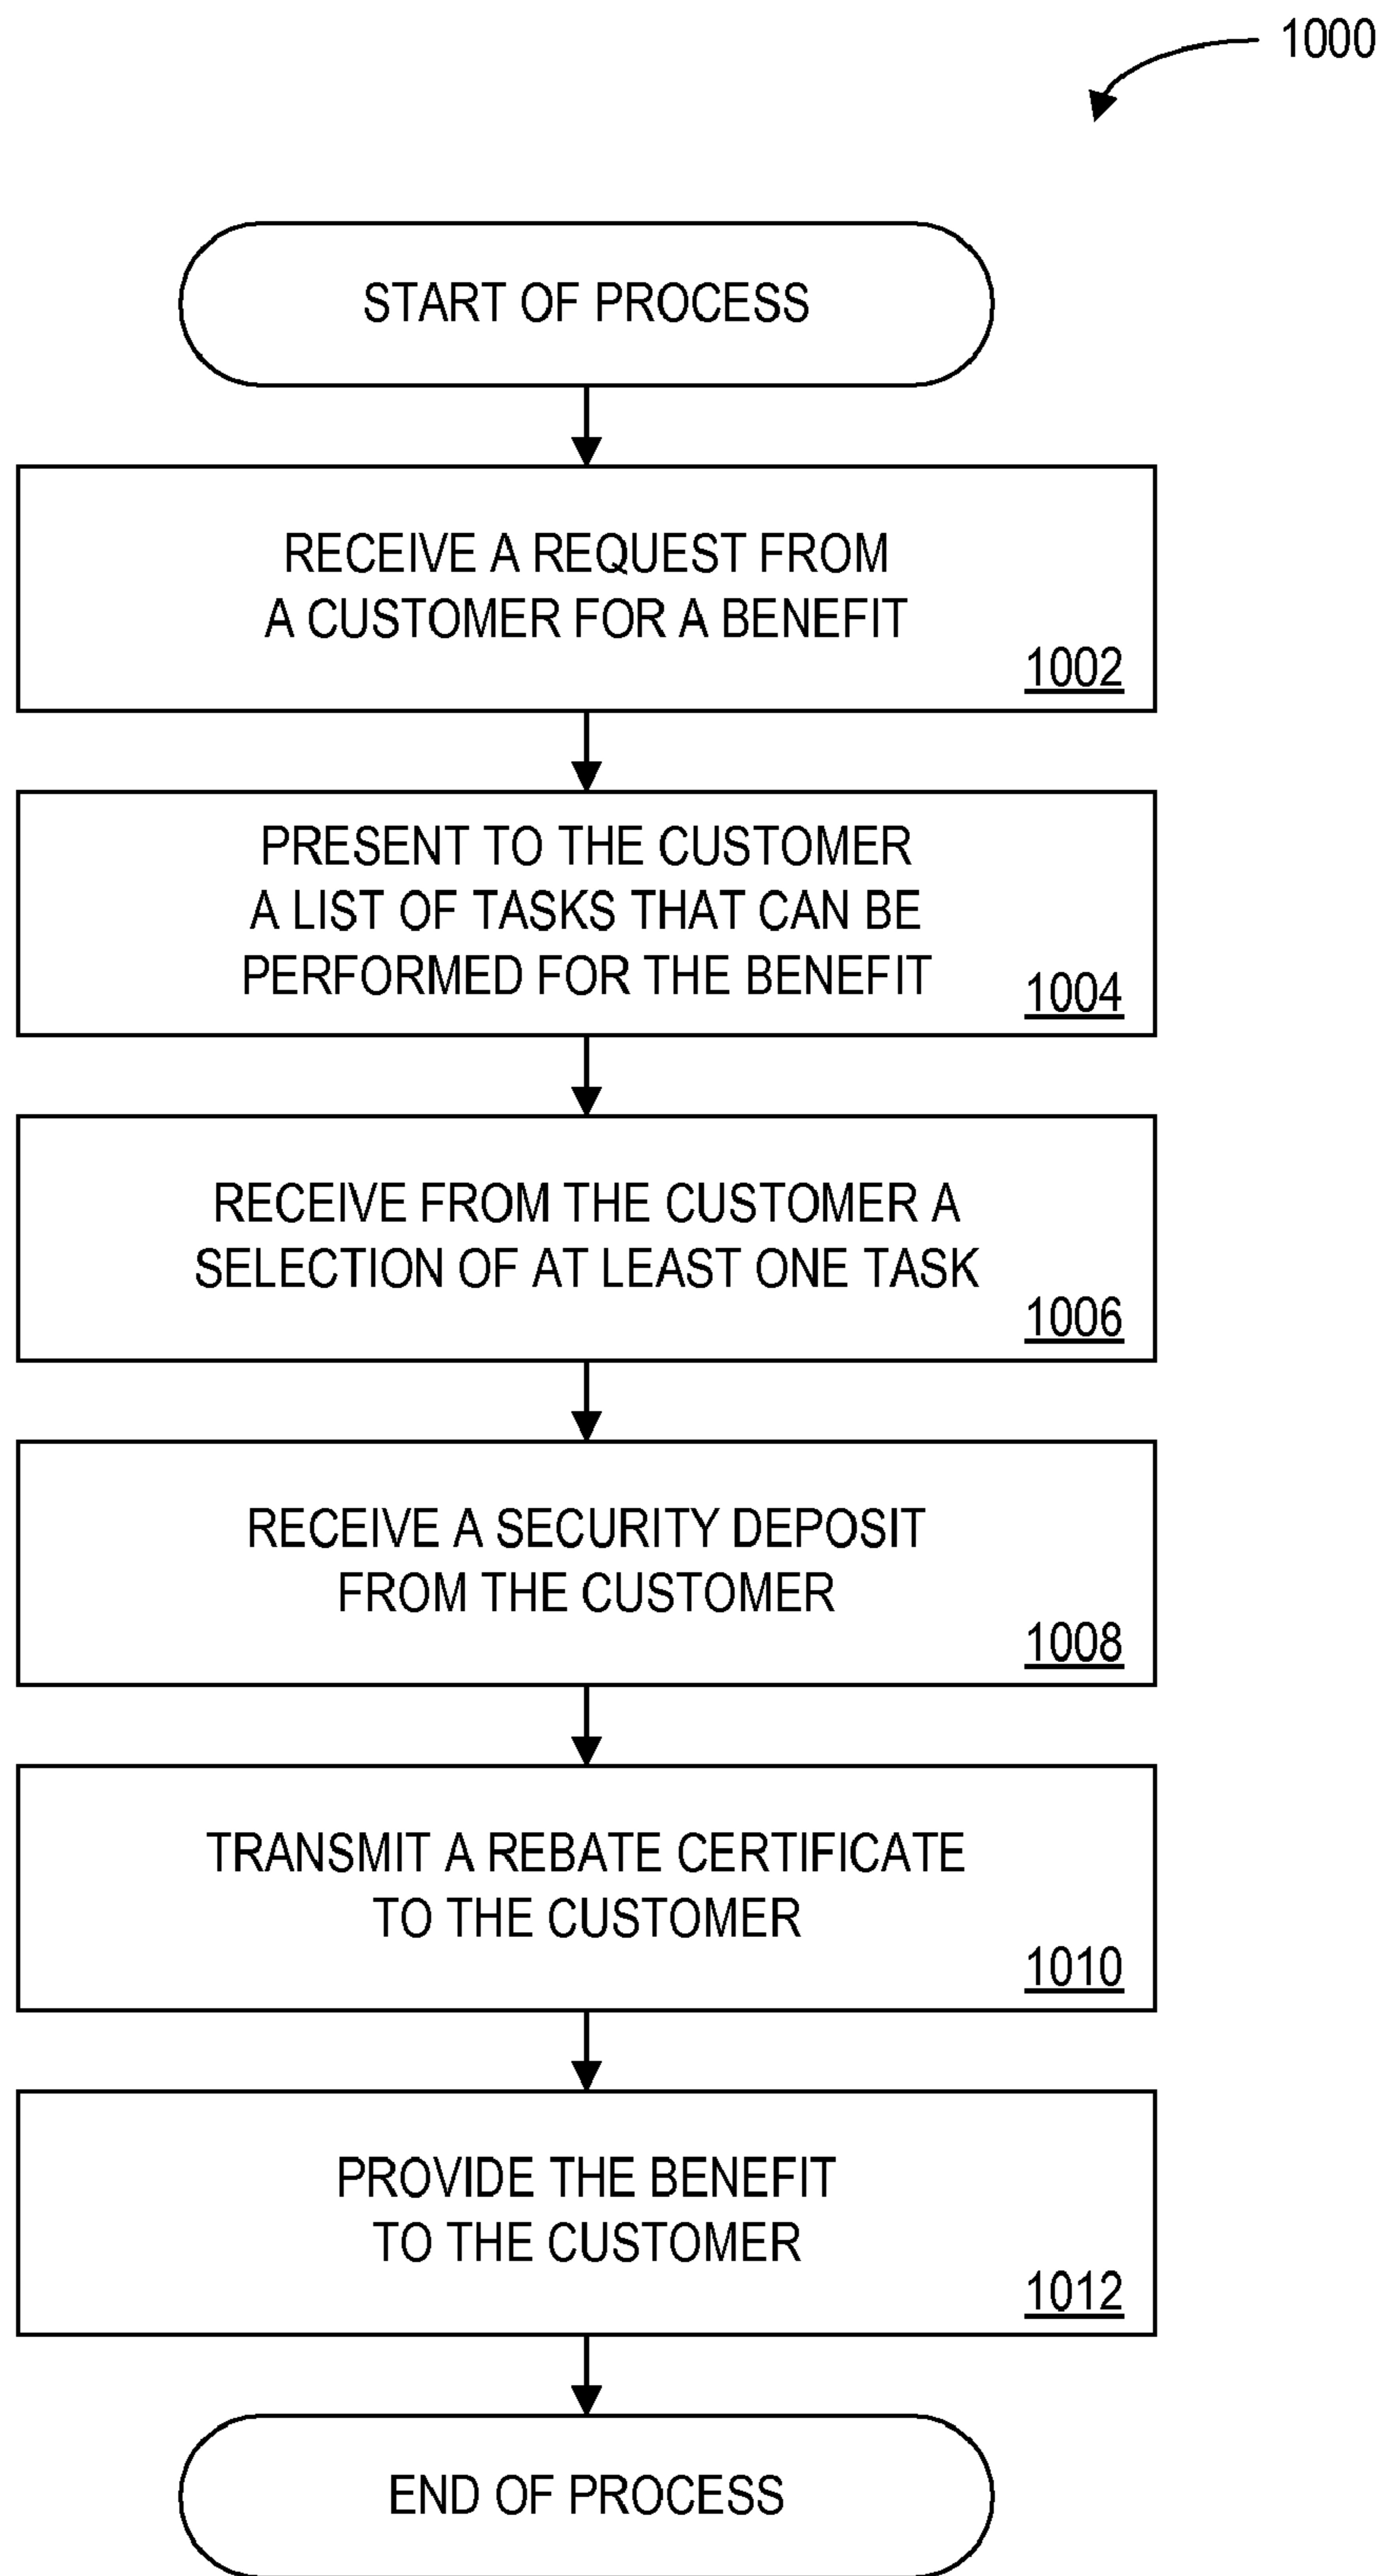 1000
START OF PROCESS
RECEIVE A REQUEST FROM
A CUSTOMER FOR A BENEFIT
1002
PRESENT TO THE CUSTOMER
A LIST OF TASKS THAT CAN BE
PERFORMED FOR THE BENEFIT
1004
RECEIVE FROM THE CUSTOMER A
SELECTION OF AT LEAST ONE TASK
1006
RECEIVE A SECURITY DEPOSIT
FROM THE CUSTOMER
1008
TRANSMIT A REBATE CERTIFICATE
TO THE CUSTOMER
1010
PROVIDE THE BENEFIT
TO THE CUSTOMER
1012
END OF PROCESS